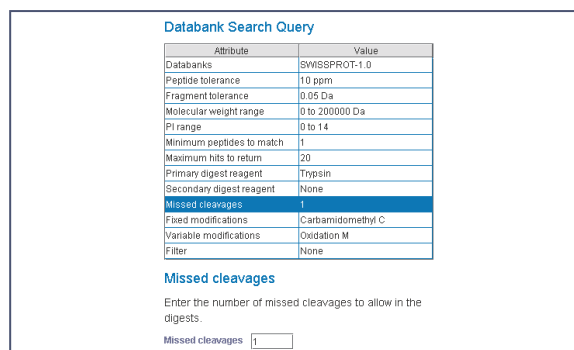 Databank Search Query
Attribute Value
Databanks SWISSPROT-1.0
Peptide tolerance 10 ppm
Fragment tolerance 0.05 Da
Molecular weight range 0 to 200000 Da
PI range 0 to 14
Minimum peptides to match 1
Maximum hits to return 20
Primary digest reagent Trypsin
Secondary digest reagent None
Missed cleavages 1
Fixed modifications Carbamidomethyl C
Variable modifications Oxidation M
Filter None
Missed cleavages
Enter the number of missed cleavages to allow in the
digests.
Missed cleavages 1